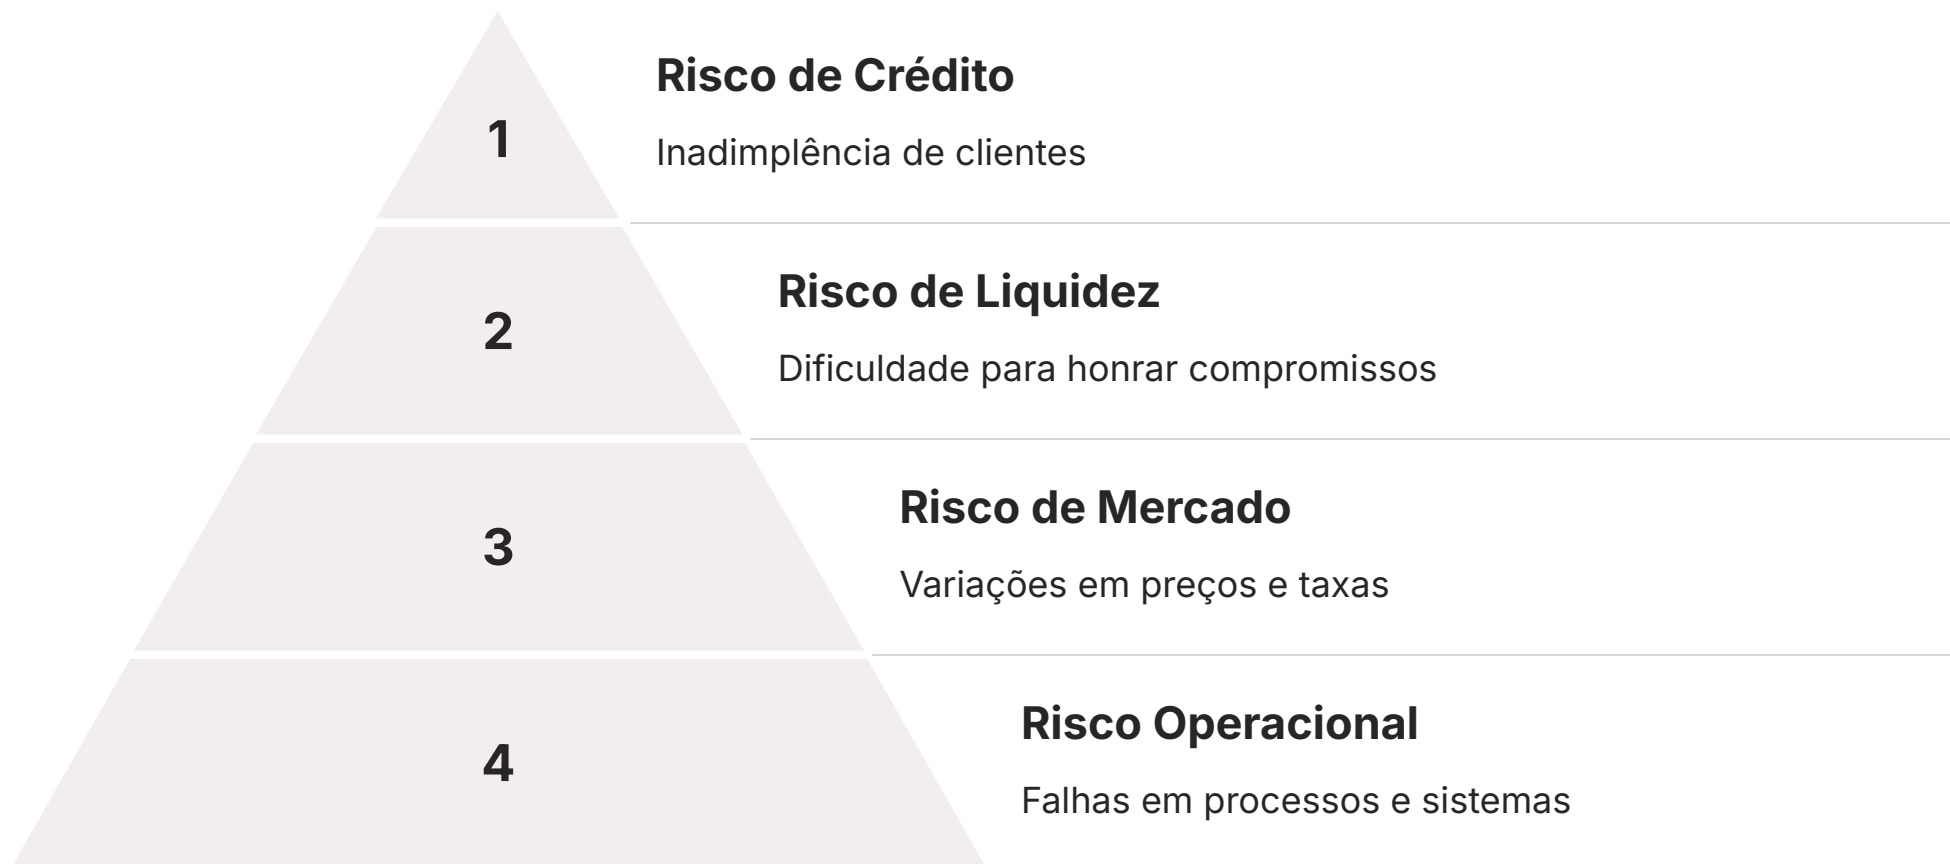 1
Risco de Crédito
Inadimplência de clientes
2
Risco de Liquidez
Dificuldade para honrar compromissos
3
Risco de Mercado
Variações em preços e taxas
4
Risco Operacional
Falhas em processos e sistemas